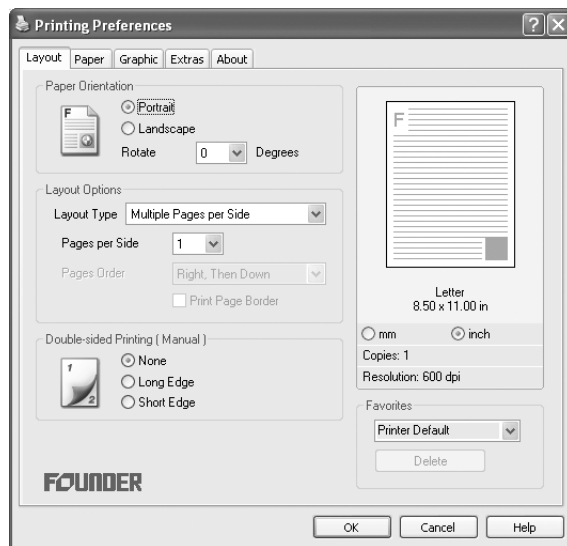 Printing Preferences
Layout Paper Graphic Extras About
Paper Orientation
F
Portrait
Landscape
Rotate 0 Degrees
Layout Options
Layout Type Multiple Pages per Side
Pages per Side 1
Pages Order Right, Then Down
Print Page Border
Double-sided Printing ( Manual )
1
2
None
Long Edge
Short Edge
FOUNDER
F
Letter
8.50 x 11.00 in
mm inch
Copies: 1
Resolution: 600 dpi
Favorites
Printer Default
Delete
OK Cancel Help